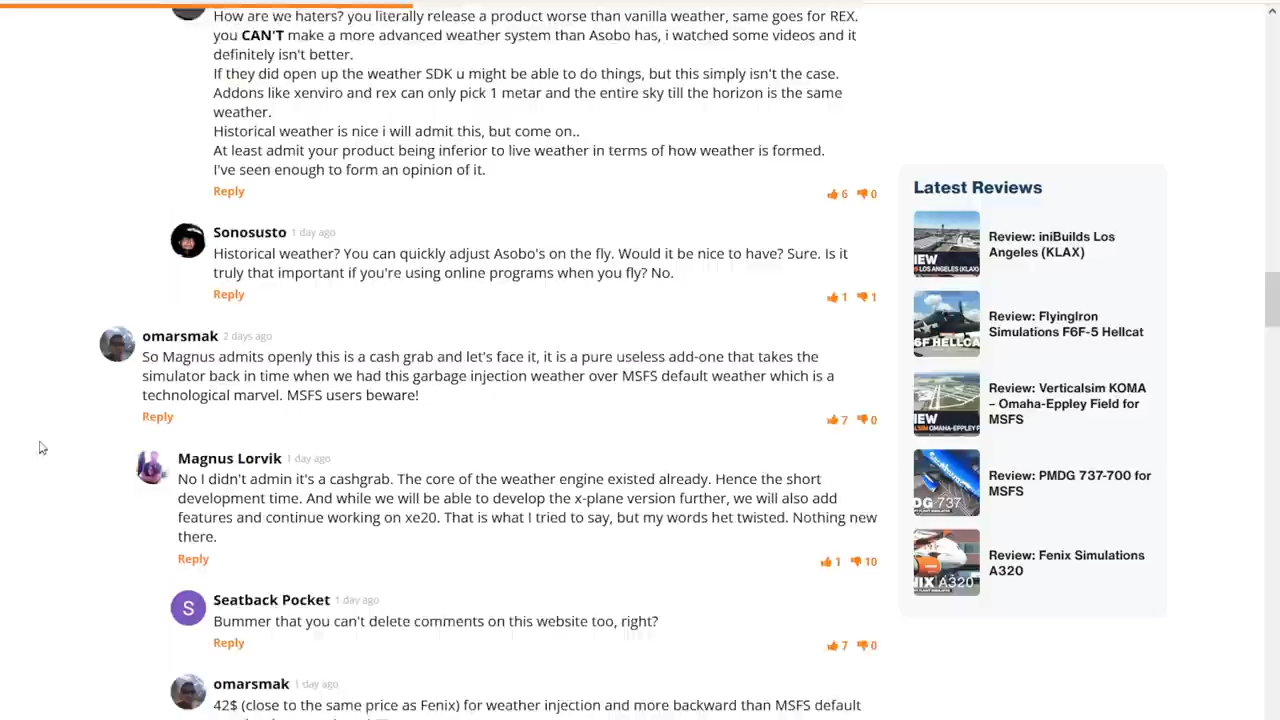 How are we haters? you literally release a product worse than vanilla weather, same goes for REX.
you CAN'T make a more advanced weather system than Asobo has, i watched some videos and it
definitely isn't better.
If they did open up the weather SDK u might be able to do things, but this simply isn't the case.
Addons like xenviro and rex can only pick 1 metar and the entire sky till the horizon is the same
weather.
Historical weather is nice i will admit this, but come on..
At least admit your product being inferior to live weather in terms of how weather is formed.
I've seen enough to form an opinion of it.
Reply
6 0
Sonosusto 1 day ago
Historical weather? You can quickly adjust Asobo's on the fly. Would it be nice to have? Sure. Is it
truly that important if you're using online programs when you fly? No.
Reply
1 1
omarsmak 2 days ago
So Magnus admits openly this is a cash grab and let's face it, it is a pure useless add-one that takes the
simulator back in time when we had this garbage injection weather over MSFS default weather which is a
technological marvel. MSFS users beware!
Reply
7 0
Magnus Lorvik 1 day ago
No I didn't admin it's a cashgrab. The core of the weather engine existed already. Hence the short
development time. And while we will be able to develop the x-plane version further, we will also add
features and continue working on xe20. That is what I tried to say, but my words het twisted. Nothing new
there.
Reply
1 10
S
Seatback Pocket 1 day ago
Bummer that you can't delete comments on this website too, right?
Reply
7 0
omarsmak 1 day ago
42$ (close to the same price as Fenix) for weather injection and more backward than MSFS default
Latest Reviews
Review: iniBuilds Los
Angeles (KLAX)
Review: FlyingIron
Simulations F6F-5 Hellcat
Review: Verticalsim KOMA
– Omaha-Eppley Field for
MSFS
Review: PMDG 737-700 for
MSFS
Review: Fenix Simulations
A320